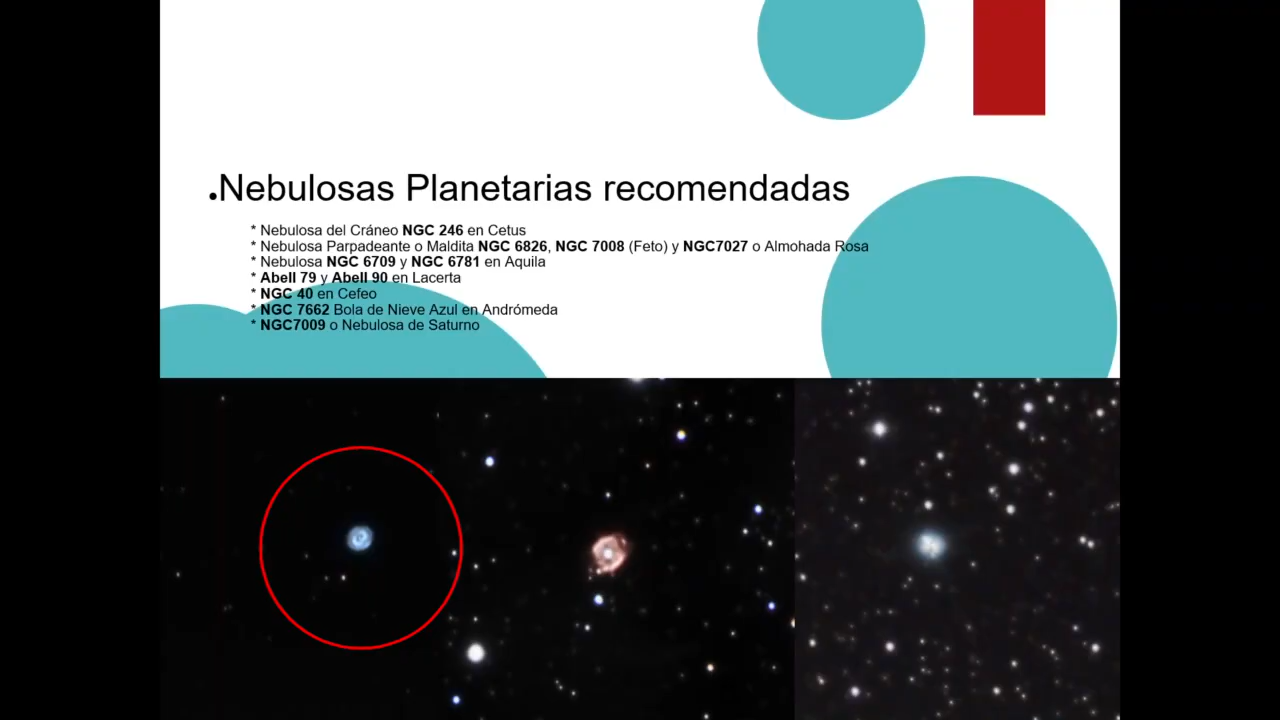 .Nebulosas Planetarias recomendadas
* Nebulosa del Cráneo NGC 246 en Cetus
* Nebulosa Parpadeante o Maldita NGC 6826, NGC 7008 (Feto) y NGC7027 o Almohada Rosa
* Nebulosa NGC 6709 y NGC 6781 en Aquila
* Abell 79 y Abell 90 en Lacerta
* NGC 40 en Cefeo
* NGC 7662 Bola de Nieve Azul en Andrómeda
* NGC7009 o Nebulosa de Saturno